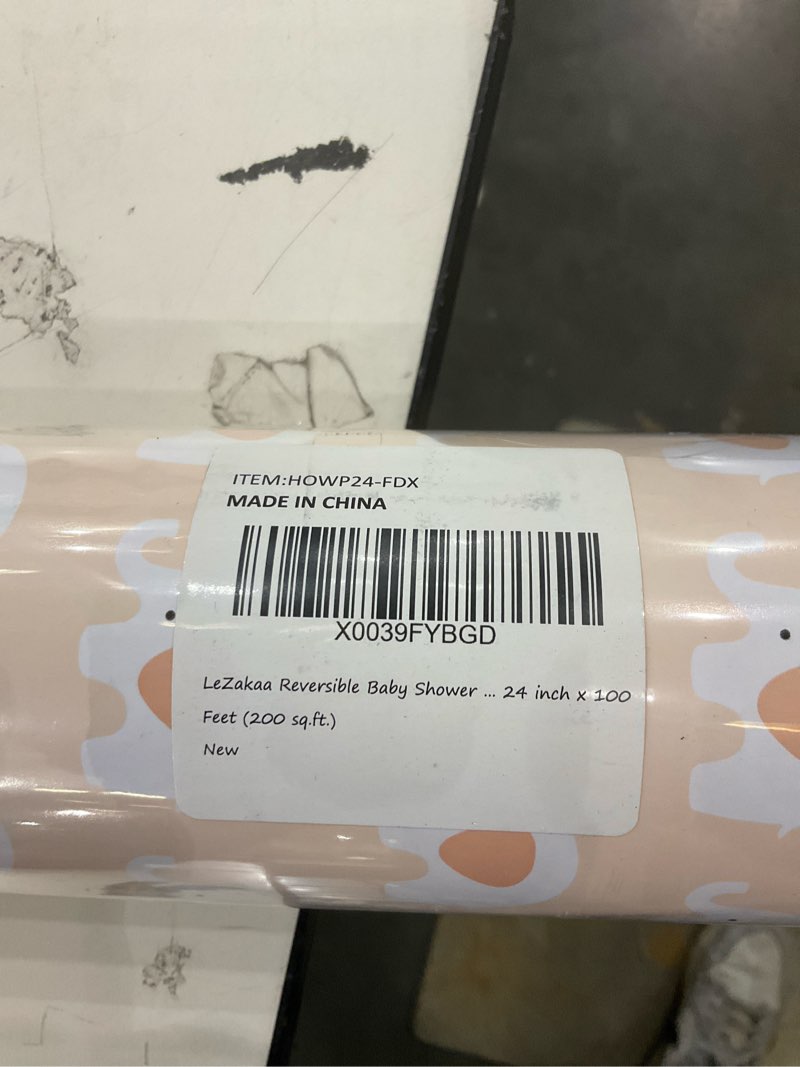 ITEM:HOWP24-FDX
MADE IN CHINA
X0039FYBGD
LeZakaa Reversible Baby Shower ... 24 inch x 100
Feet (200 sq.ft.)
New